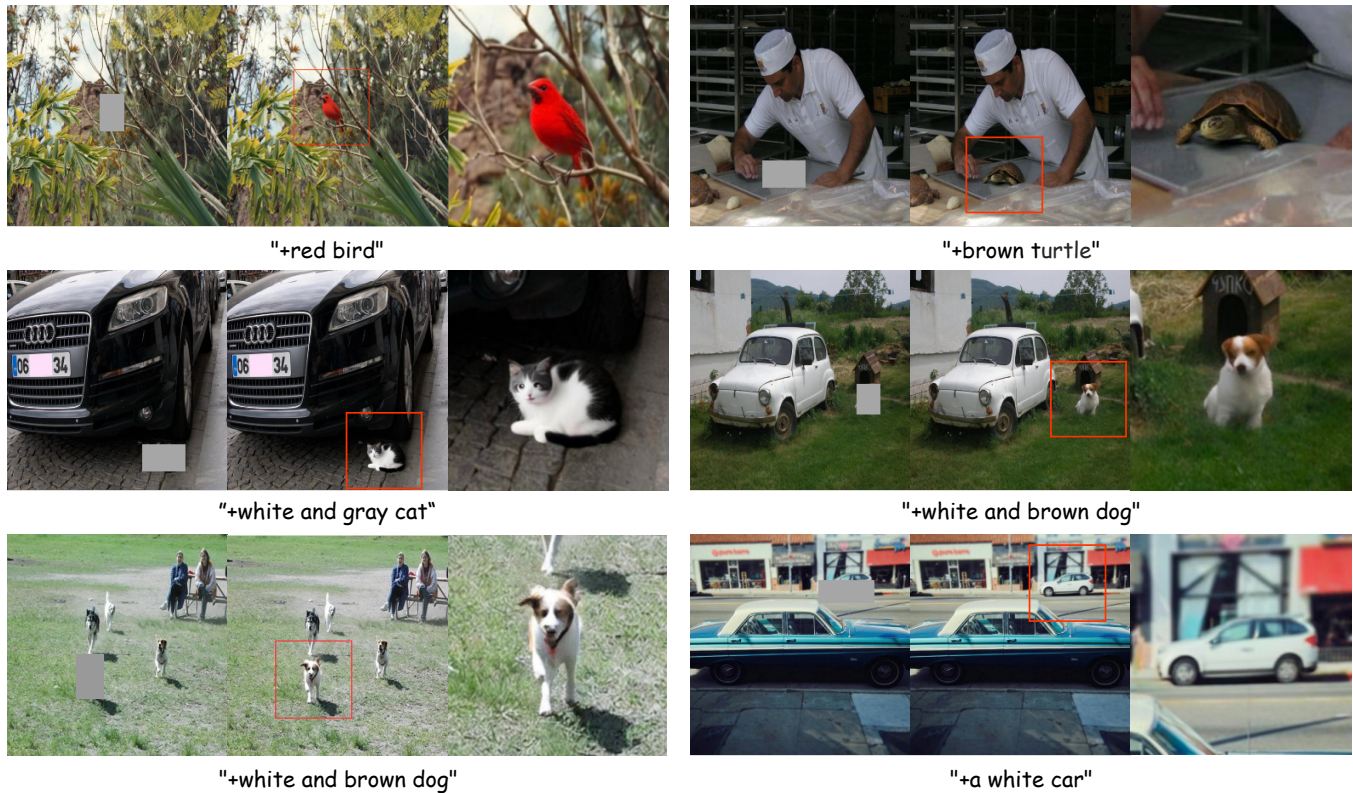 "+red bird"
"+brown turtle"
06 34
06 34
ЧУПКО
"+white and gray cat"
"+white and brown dog"
"+white and brown dog"
"+a white car"